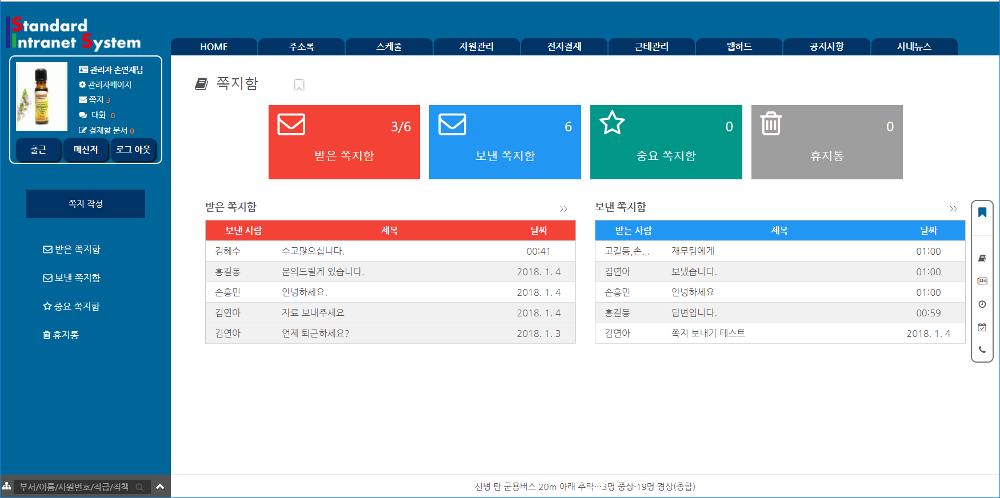 Standard
Intranet System
HOME 주소록 스케줄 자원관리 전자결재 근태관리 웹하드 공지사항 사내뉴스
관리자 손연재님
관리자페이지
쪽지 3
대화 0
결재할 문서 0
출근 메신저 로그 아웃
쪽지 작성
받은 쪽지함
보낸 쪽지함
중요 쪽지함
휴지통
부서/이름/사원번호/직급/직책
쪽지함
3/6
받은 쪽지함
6
보낸 쪽지함
0
중요 쪽지함
0
휴지통
받은 쪽지함
보낸 사람 제목 날짜
김혜수 수고많으십니다. 00:41
홍길동 문의드릴게 있습니다. 2018. 1. 4
손흥민 안녕하세요. 2018. 1. 4
김연아 자료 보내주세요 2018. 1. 4
김연아 언제 퇴근하세요? 2018. 1. 3
보낸 쪽지함
받는 사람 제목 날짜
고길동,손... 재무팀에게 01:00
김연아 보냈습니다. 01:00
손흥민 안녕하세요 01:00
홍길동 답변입니다. 00:59
김연아 쪽지 보내기 테스트 2018. 1. 4
신병 탄 군용버스 20m 아래 추락…3명 중상·19명 경상(종합)